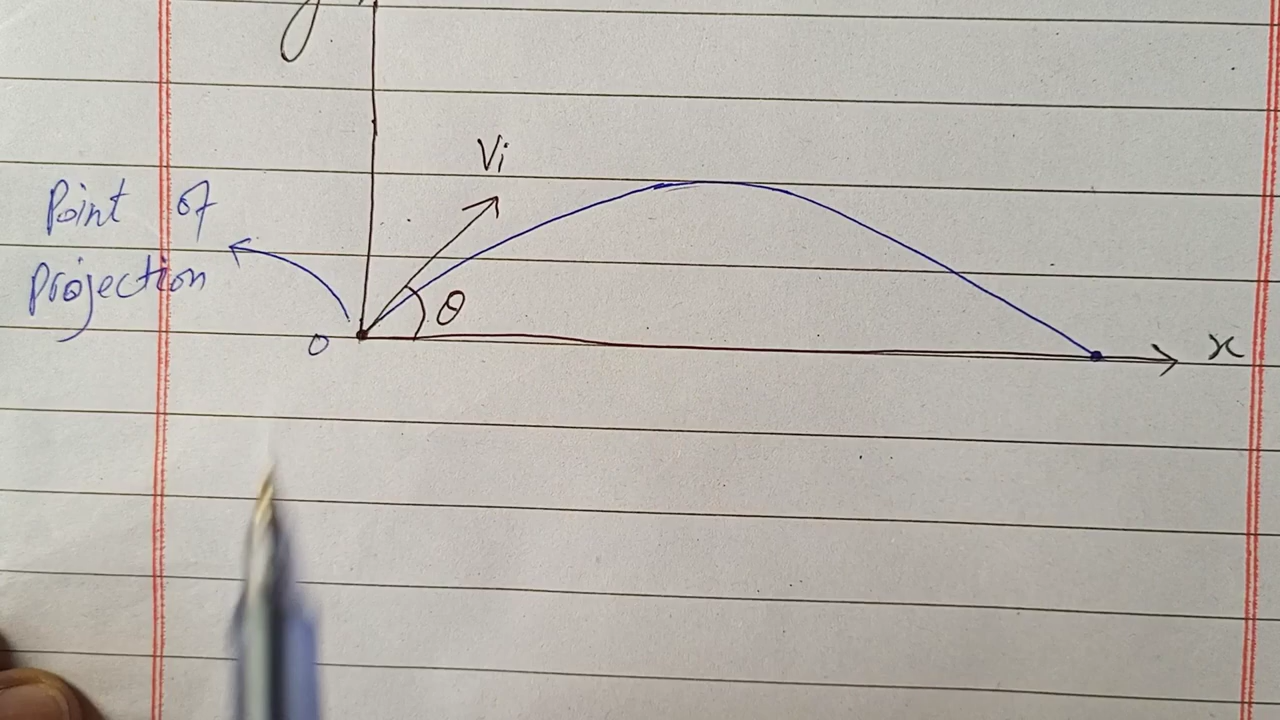 y
Vi
Point of
projection
θ
O
x